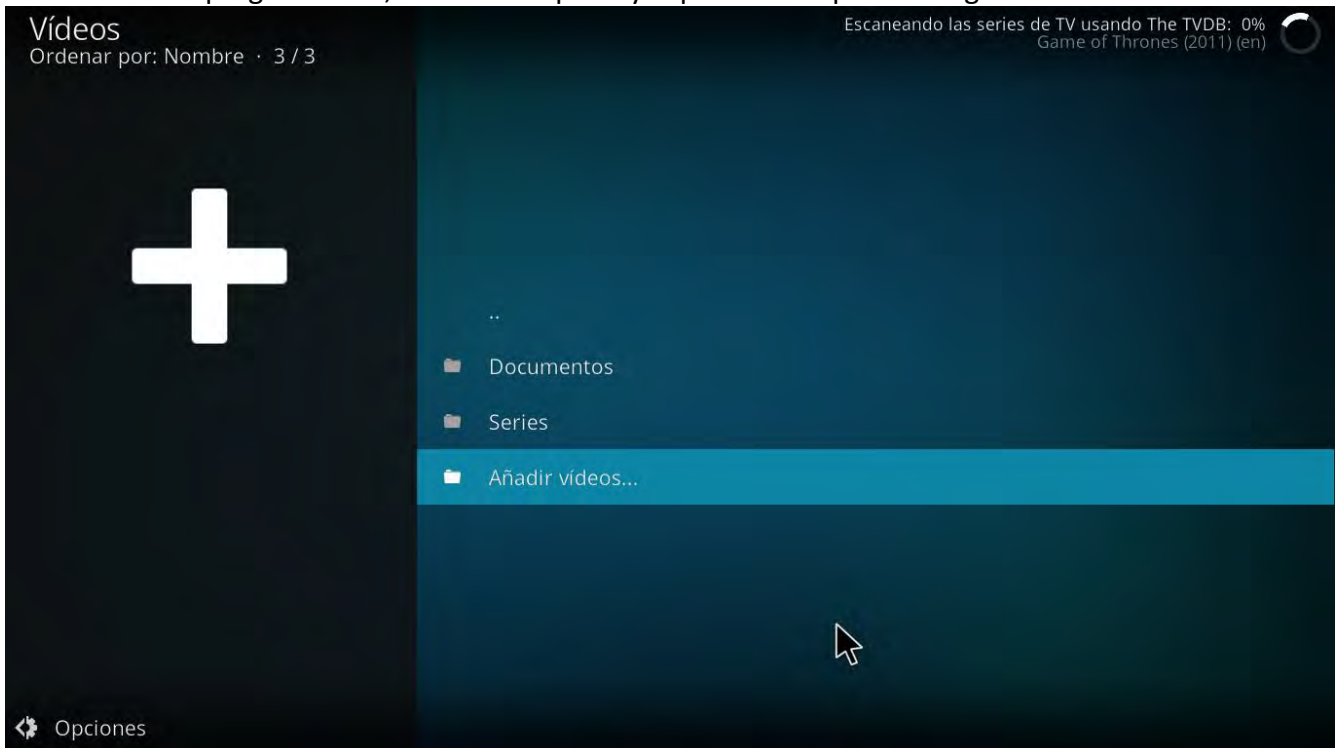 Vídeos
Ordenar por: Nombre · 3 / 3
Escaneando las series de TV usando The TVDB: 0%
Game of Thrones (2011) (en)
..
Documentos
Series
Añadir vídeos...
Opciones